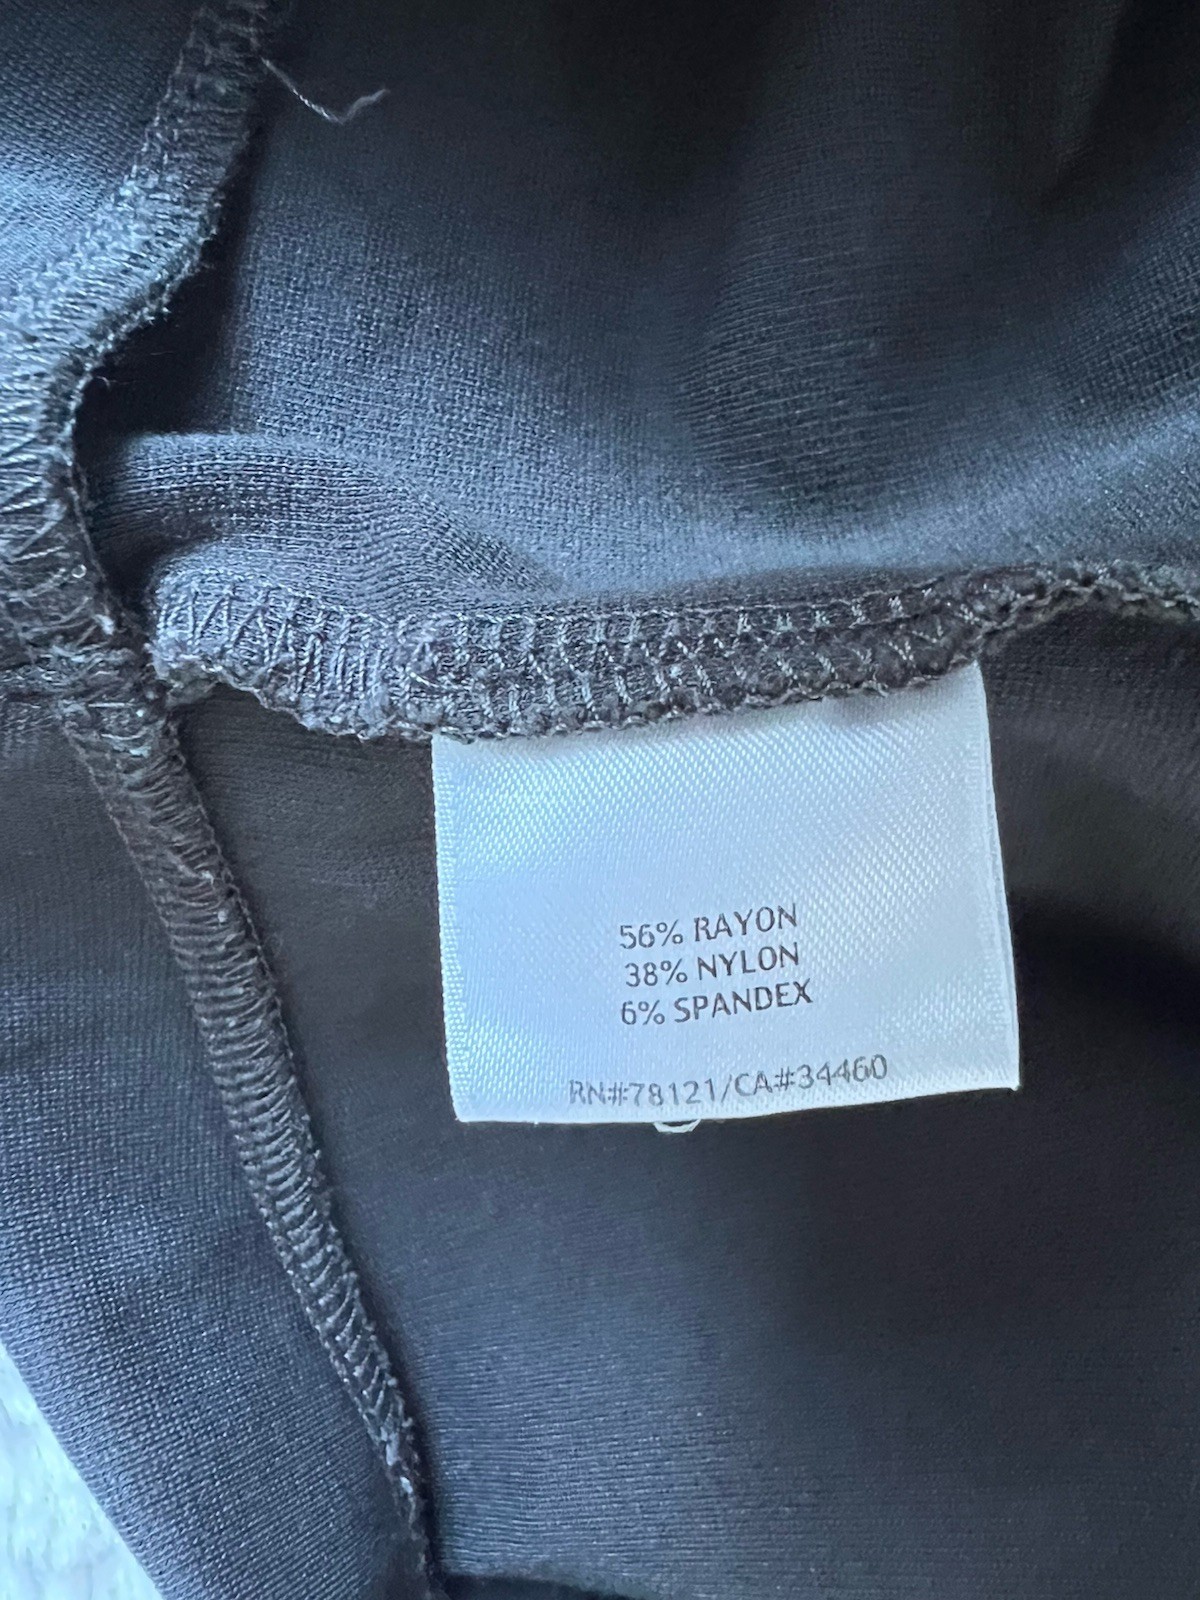 56% RAYON
38% NYLON
6% SPANDEX
RN#78121/CA#34460